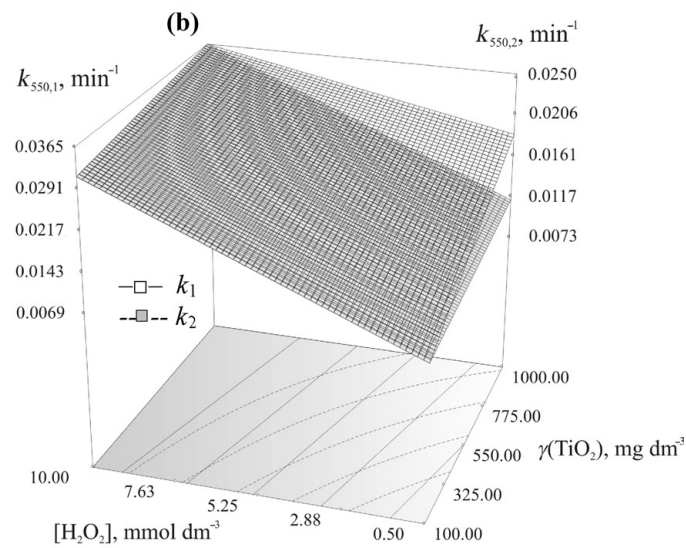 (b)
k550,2, min-1
k550,1, min-1
0.0250
0.0206
0.0161
0.0117
0.0073
0.0365
0.0291
0.0217
0.0143
0.0069
k1
k2
1000.00
775.00
550.00
325.00
100.00
γ(TiO2), mg dm-3
10.00
7.63
5.25
2.88
0.50
[H2O2], mmol dm-3